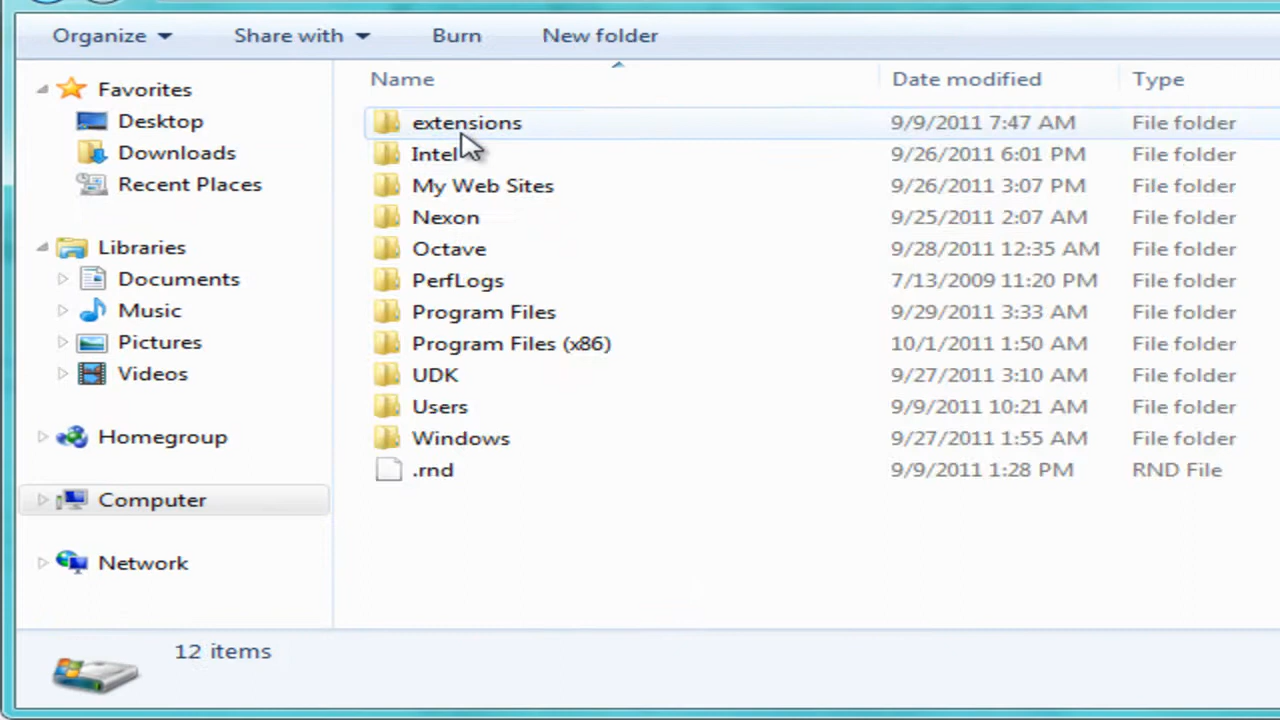 Organize Share with Burn New folder
Name Date modified Type
Favorites
Desktop
Downloads
Recent Places
Libraries
Documents
Music
Pictures
Videos
Homegroup
Computer
Network
extensions 9/9/2011 7:47 AM File folder
Intel 9/26/2011 6:01 PM File folder
My Web Sites 9/26/2011 3:07 PM File folder
Nexon 9/25/2011 2:07 AM File folder
Octave 9/28/2011 12:35 AM File folder
PerfLogs 7/13/2009 11:20 PM File folder
Program Files 9/29/2011 3:33 AM File folder
Program Files (x86) 10/1/2011 1:50 AM File folder
UDK 9/27/2011 3:10 AM File folder
Users 9/9/2011 10:21 AM File folder
Windows 9/27/2011 1:55 AM File folder
.rnd 9/9/2011 1:28 PM RND File
12 items